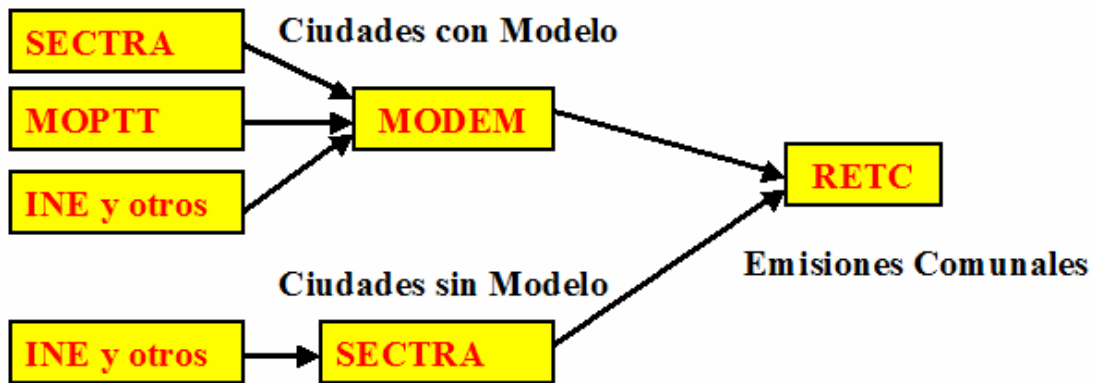 SECTRA
Ciudades con Modelo
MOPTT
MODEM
INE y otros
RETC
Emisiones Comunales
Ciudades sin Modelo
INE y otros
SECTRA